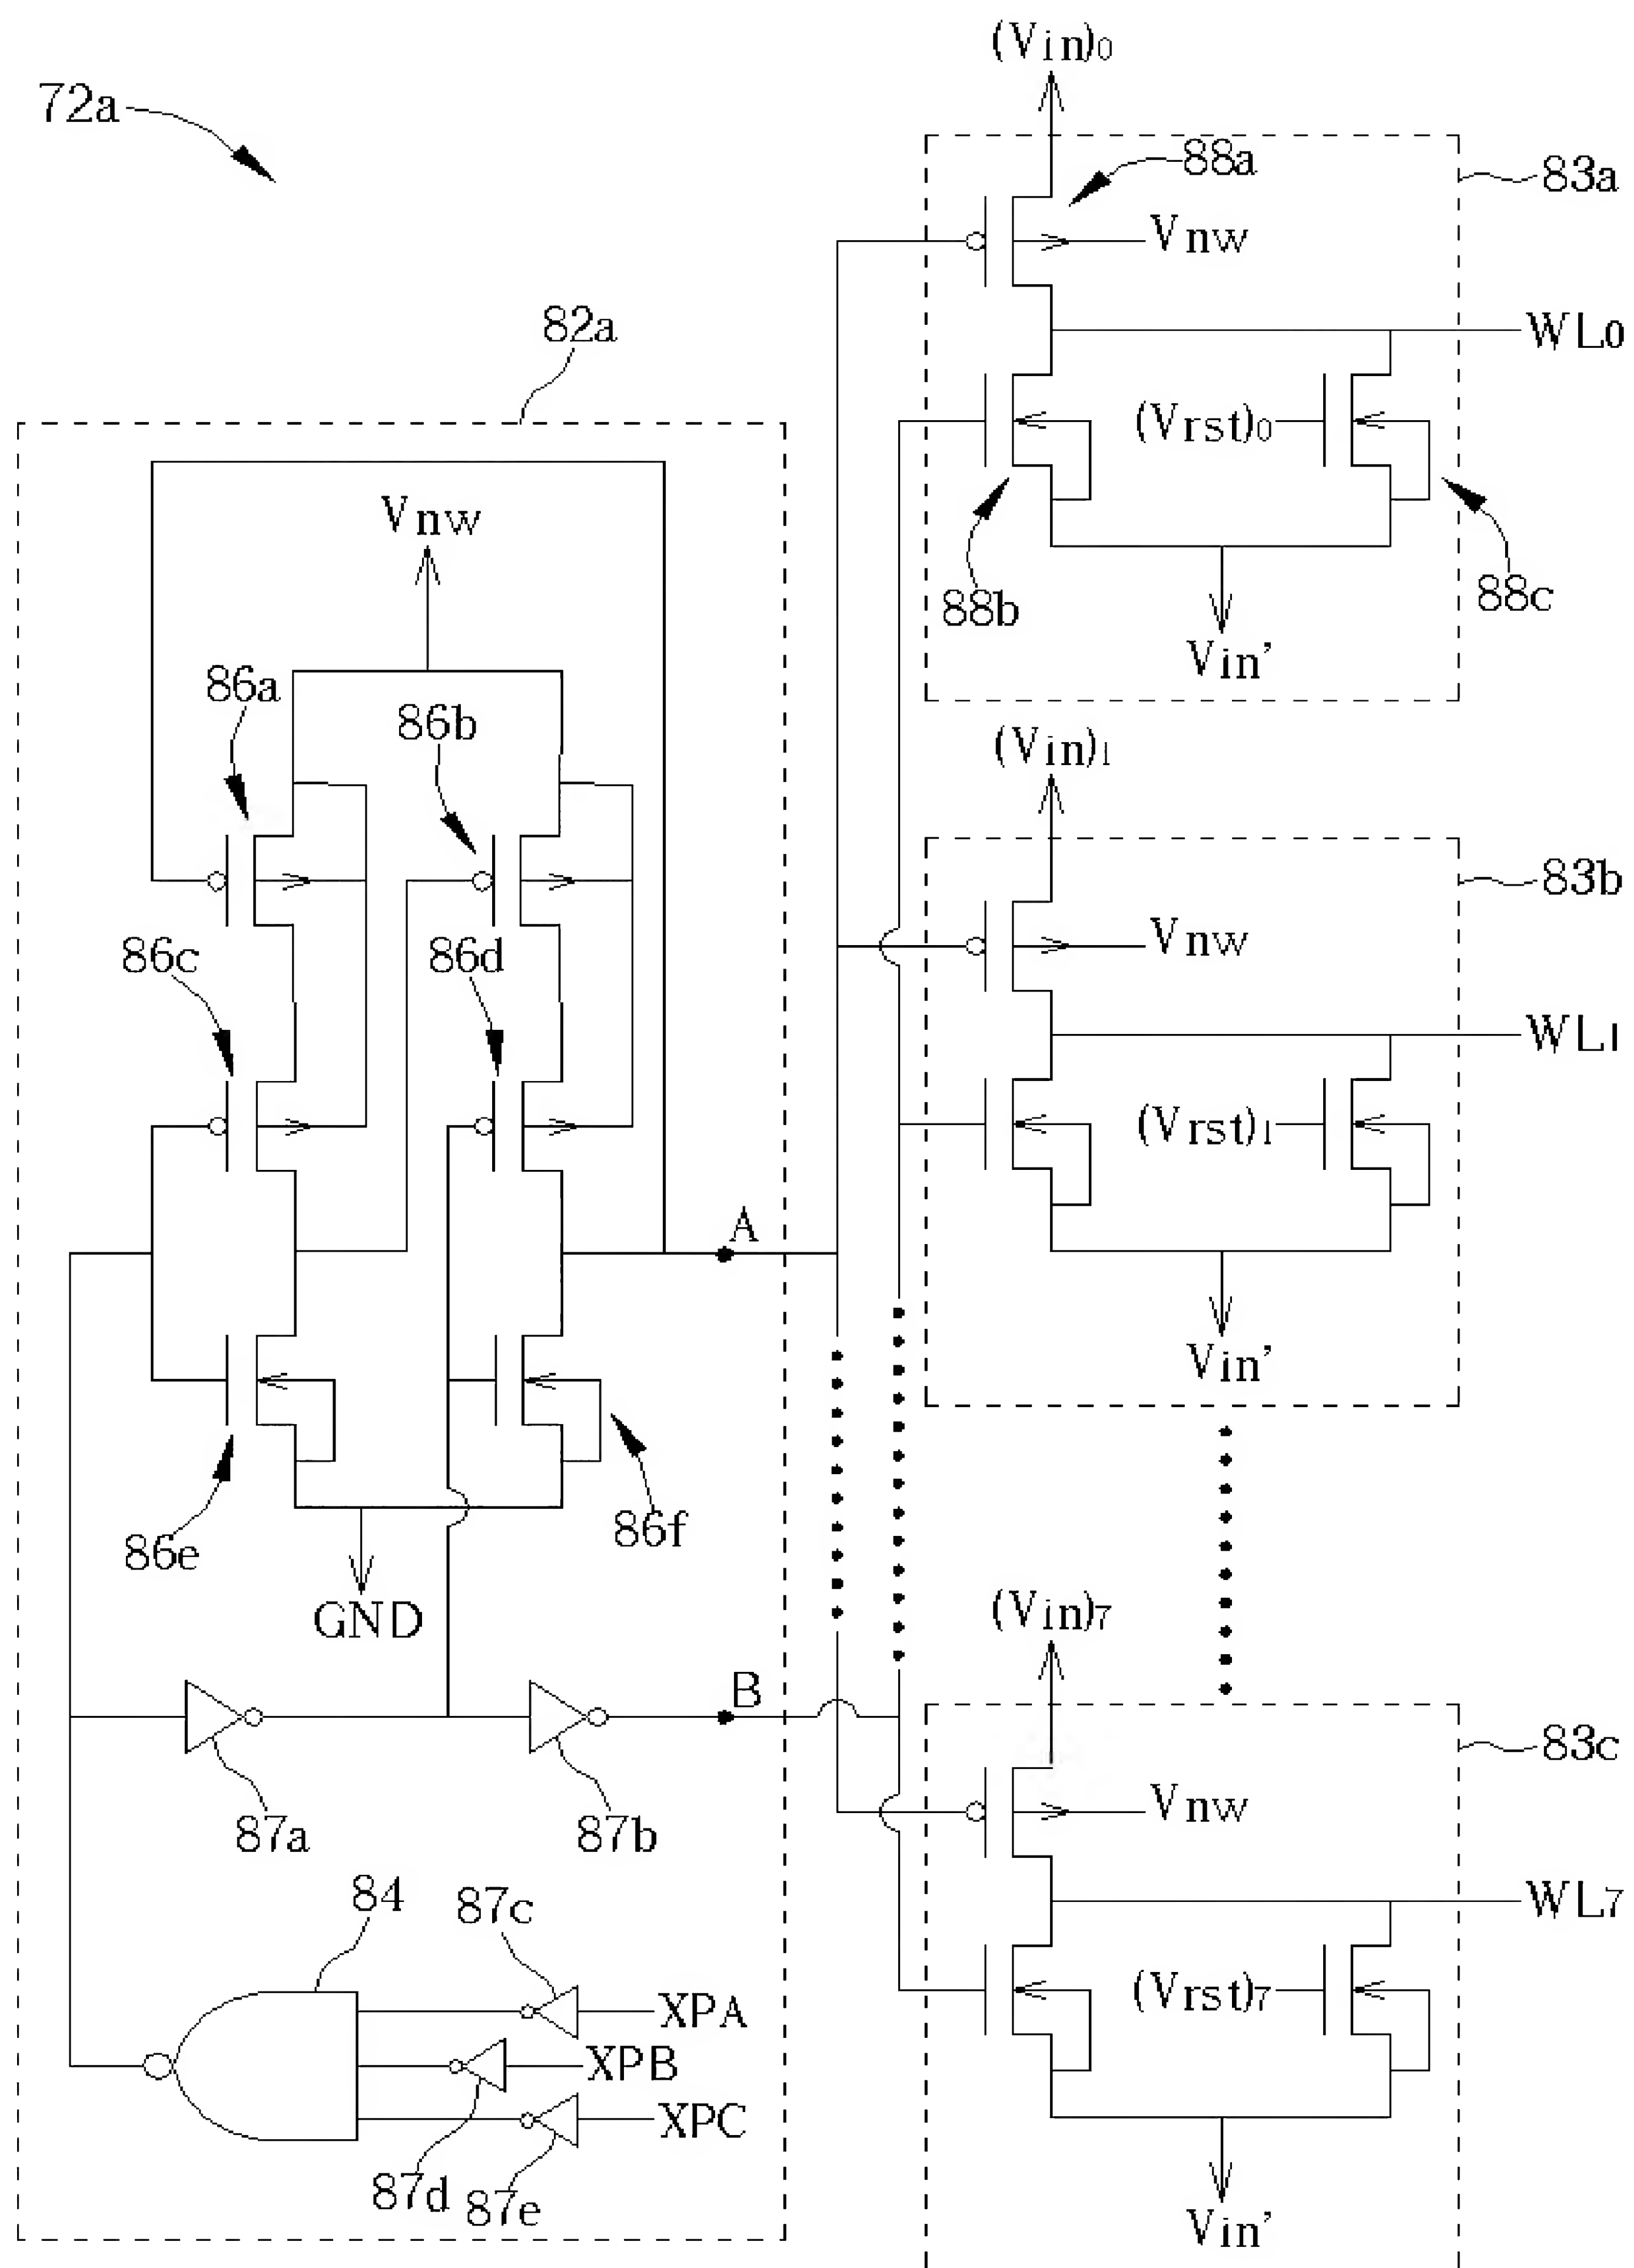 (Vin)0
72a
88a
83a
Vnw
82a
WL0
(Vrst)0
Vnw
88b
88c
Vin’
86a
86b
(Vin)1
83b
86c
86d
Vnw
WL1
(Vrst)1
A
Vin’
86e
86f
GND
(Vin)7
B
83c
87a
87b
Vnw
84
87c
WL7
XPA
(Vrst)7
XPB
XPC
87d
87e
Vin’